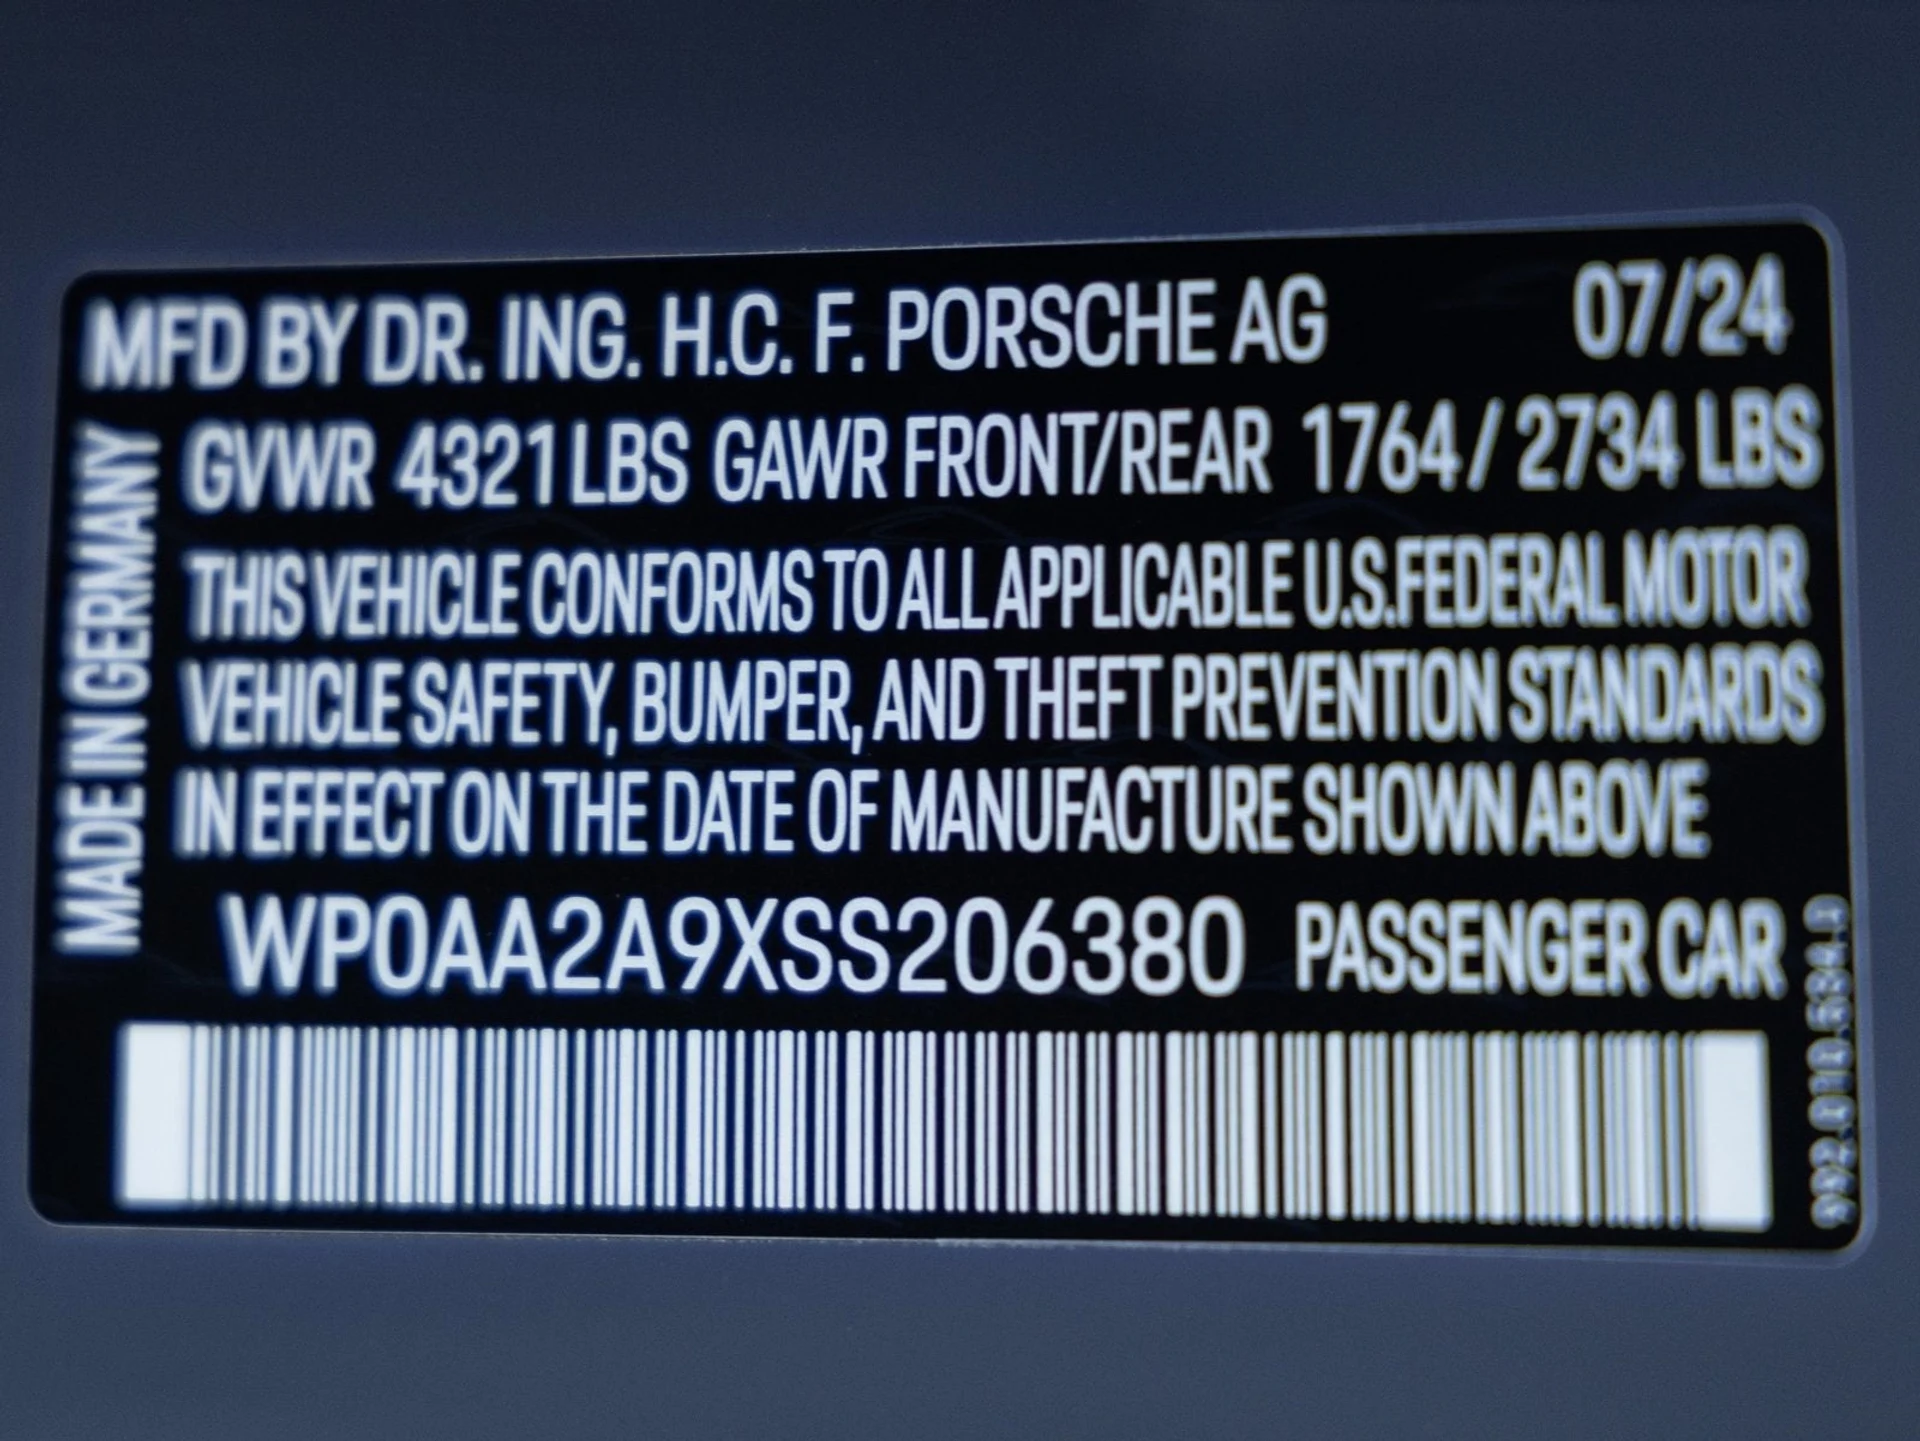 MFD BY DR. ING. H.C. F. PORSCHE AG 07/24
MADE IN GERMANY
GVWR 4321 LBS GAWR FRONT/REAR 1764 / 2734 LBS
THIS VEHICLE CONFORMS TO ALL APPLICABLE U.S.FEDERAL MOTOR
VEHICLE SAFETY, BUMPER, AND THEFT PREVENTION STANDARDS
IN EFFECT ON THE DATE OF MANUFACTURE SHOWN ABOVE
WP0AA2A9XSS206380 PASSENGER CAR